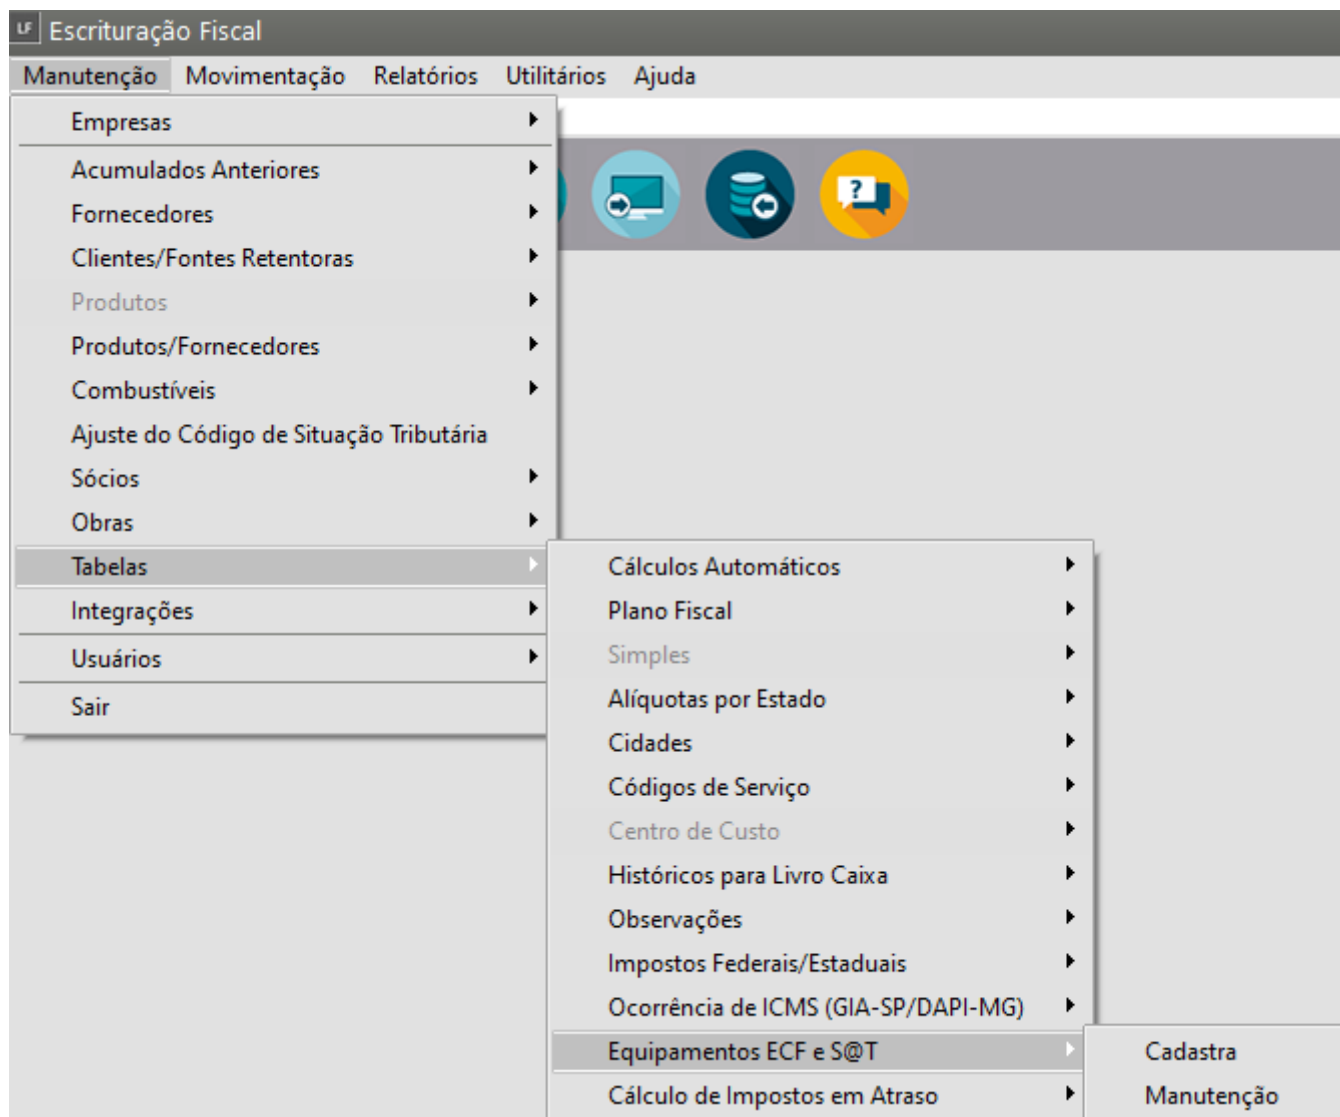 LF Escrituração Fiscal
Manutenção Movimentação Relatórios Utilitários Ajuda
Empresas
Acumulados Anteriores
Fornecedores
Clientes/Fontes Retentoras
Produtos
Produtos/Fornecedores
Combustíveis
Ajuste do Código de Situação Tributária
Sócios
Obras
Tabelas
Integrações
Usuários
Sair
?
Cálculos Automáticos
Plano Fiscal
Simples
Alíquotas por Estado
Cidades
Códigos de Serviço
Centro de Custo
Históricos para Livro Caixa
Observações
Impostos Federais/Estaduais
Ocorrência de ICMS (GIA-SP/DAPI-MG)
Equipamentos ECF e S@T
Cálculo de Impostos em Atraso
Cadastra
Manutenção